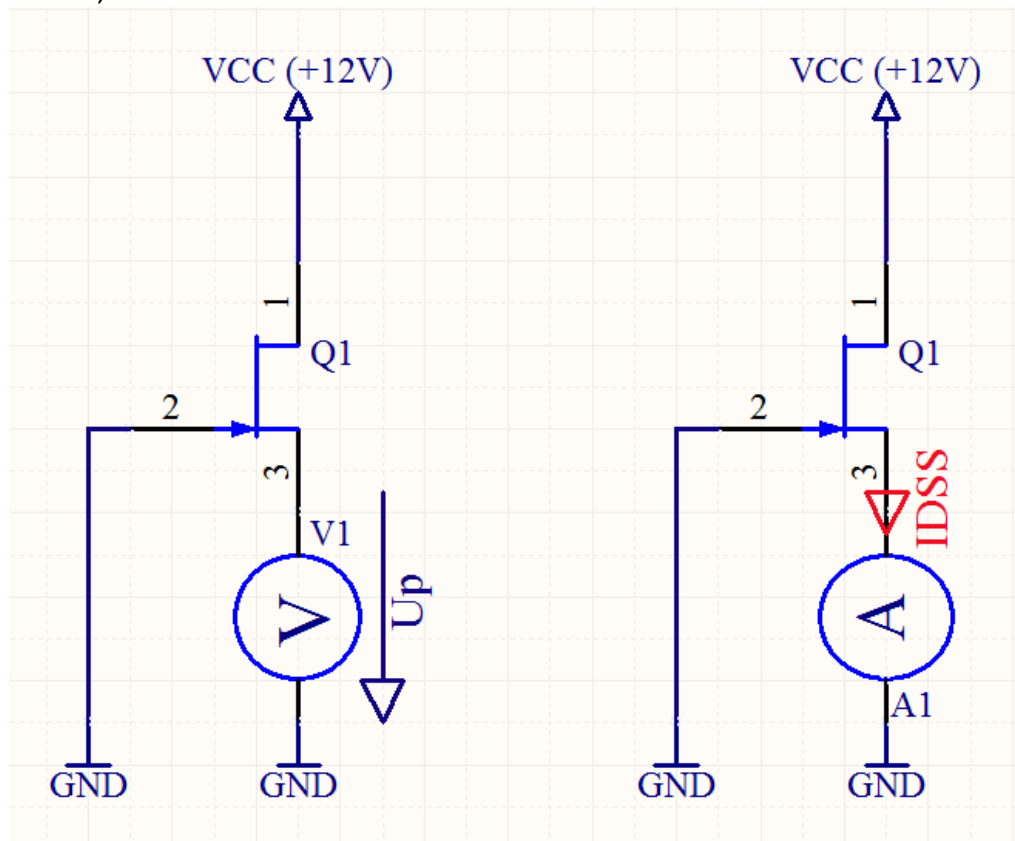 VCC (+12V)
VCC (+12V)
1
1
Q1
Q1
2
2
3
3
IDSS
V1
V
Up
A
A1
GND
GND
GND
GND